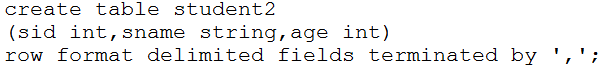 create table student2
(sid int,sname string,age int)
row format delimited fields terminated by ',';